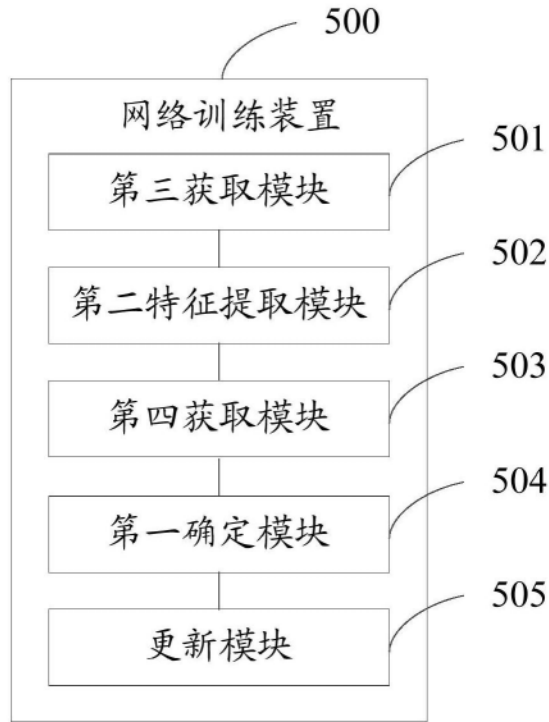 500
网络训练装置
501
第三获取模块
502
第二特征提取模块
503
第四获取模块
504
第一确定模块
505
更新模块